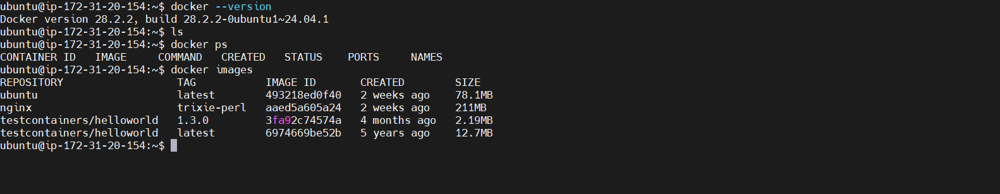 ubuntu@ip-172-31-20-154:~$ docker --version
Docker version 28.2.2, build 28.2.2-0ubuntu1~24.04.1
ubuntu@ip-172-31-20-154:~$ ls
ubuntu@ip-172-31-20-154:~$ docker ps
CONTAINER ID   IMAGE     COMMAND   CREATED   STATUS    PORTS     NAMES
ubuntu@ip-172-31-20-154:~$ docker images
REPOSITORY                  TAG           IMAGE ID       CREATED        SIZE
ubuntu                      latest        493218ed0f40   2 weeks ago    78.1MB
nginx                       trixie-perl   aaed5a605a24   2 weeks ago    211MB
testcontainers/helloworld   1.3.0         3fa92c74574a   4 months ago   2.19MB
testcontainers/helloworld   latest        6974669be52b   5 years ago    12.7MB
ubuntu@ip-172-31-20-154:~$